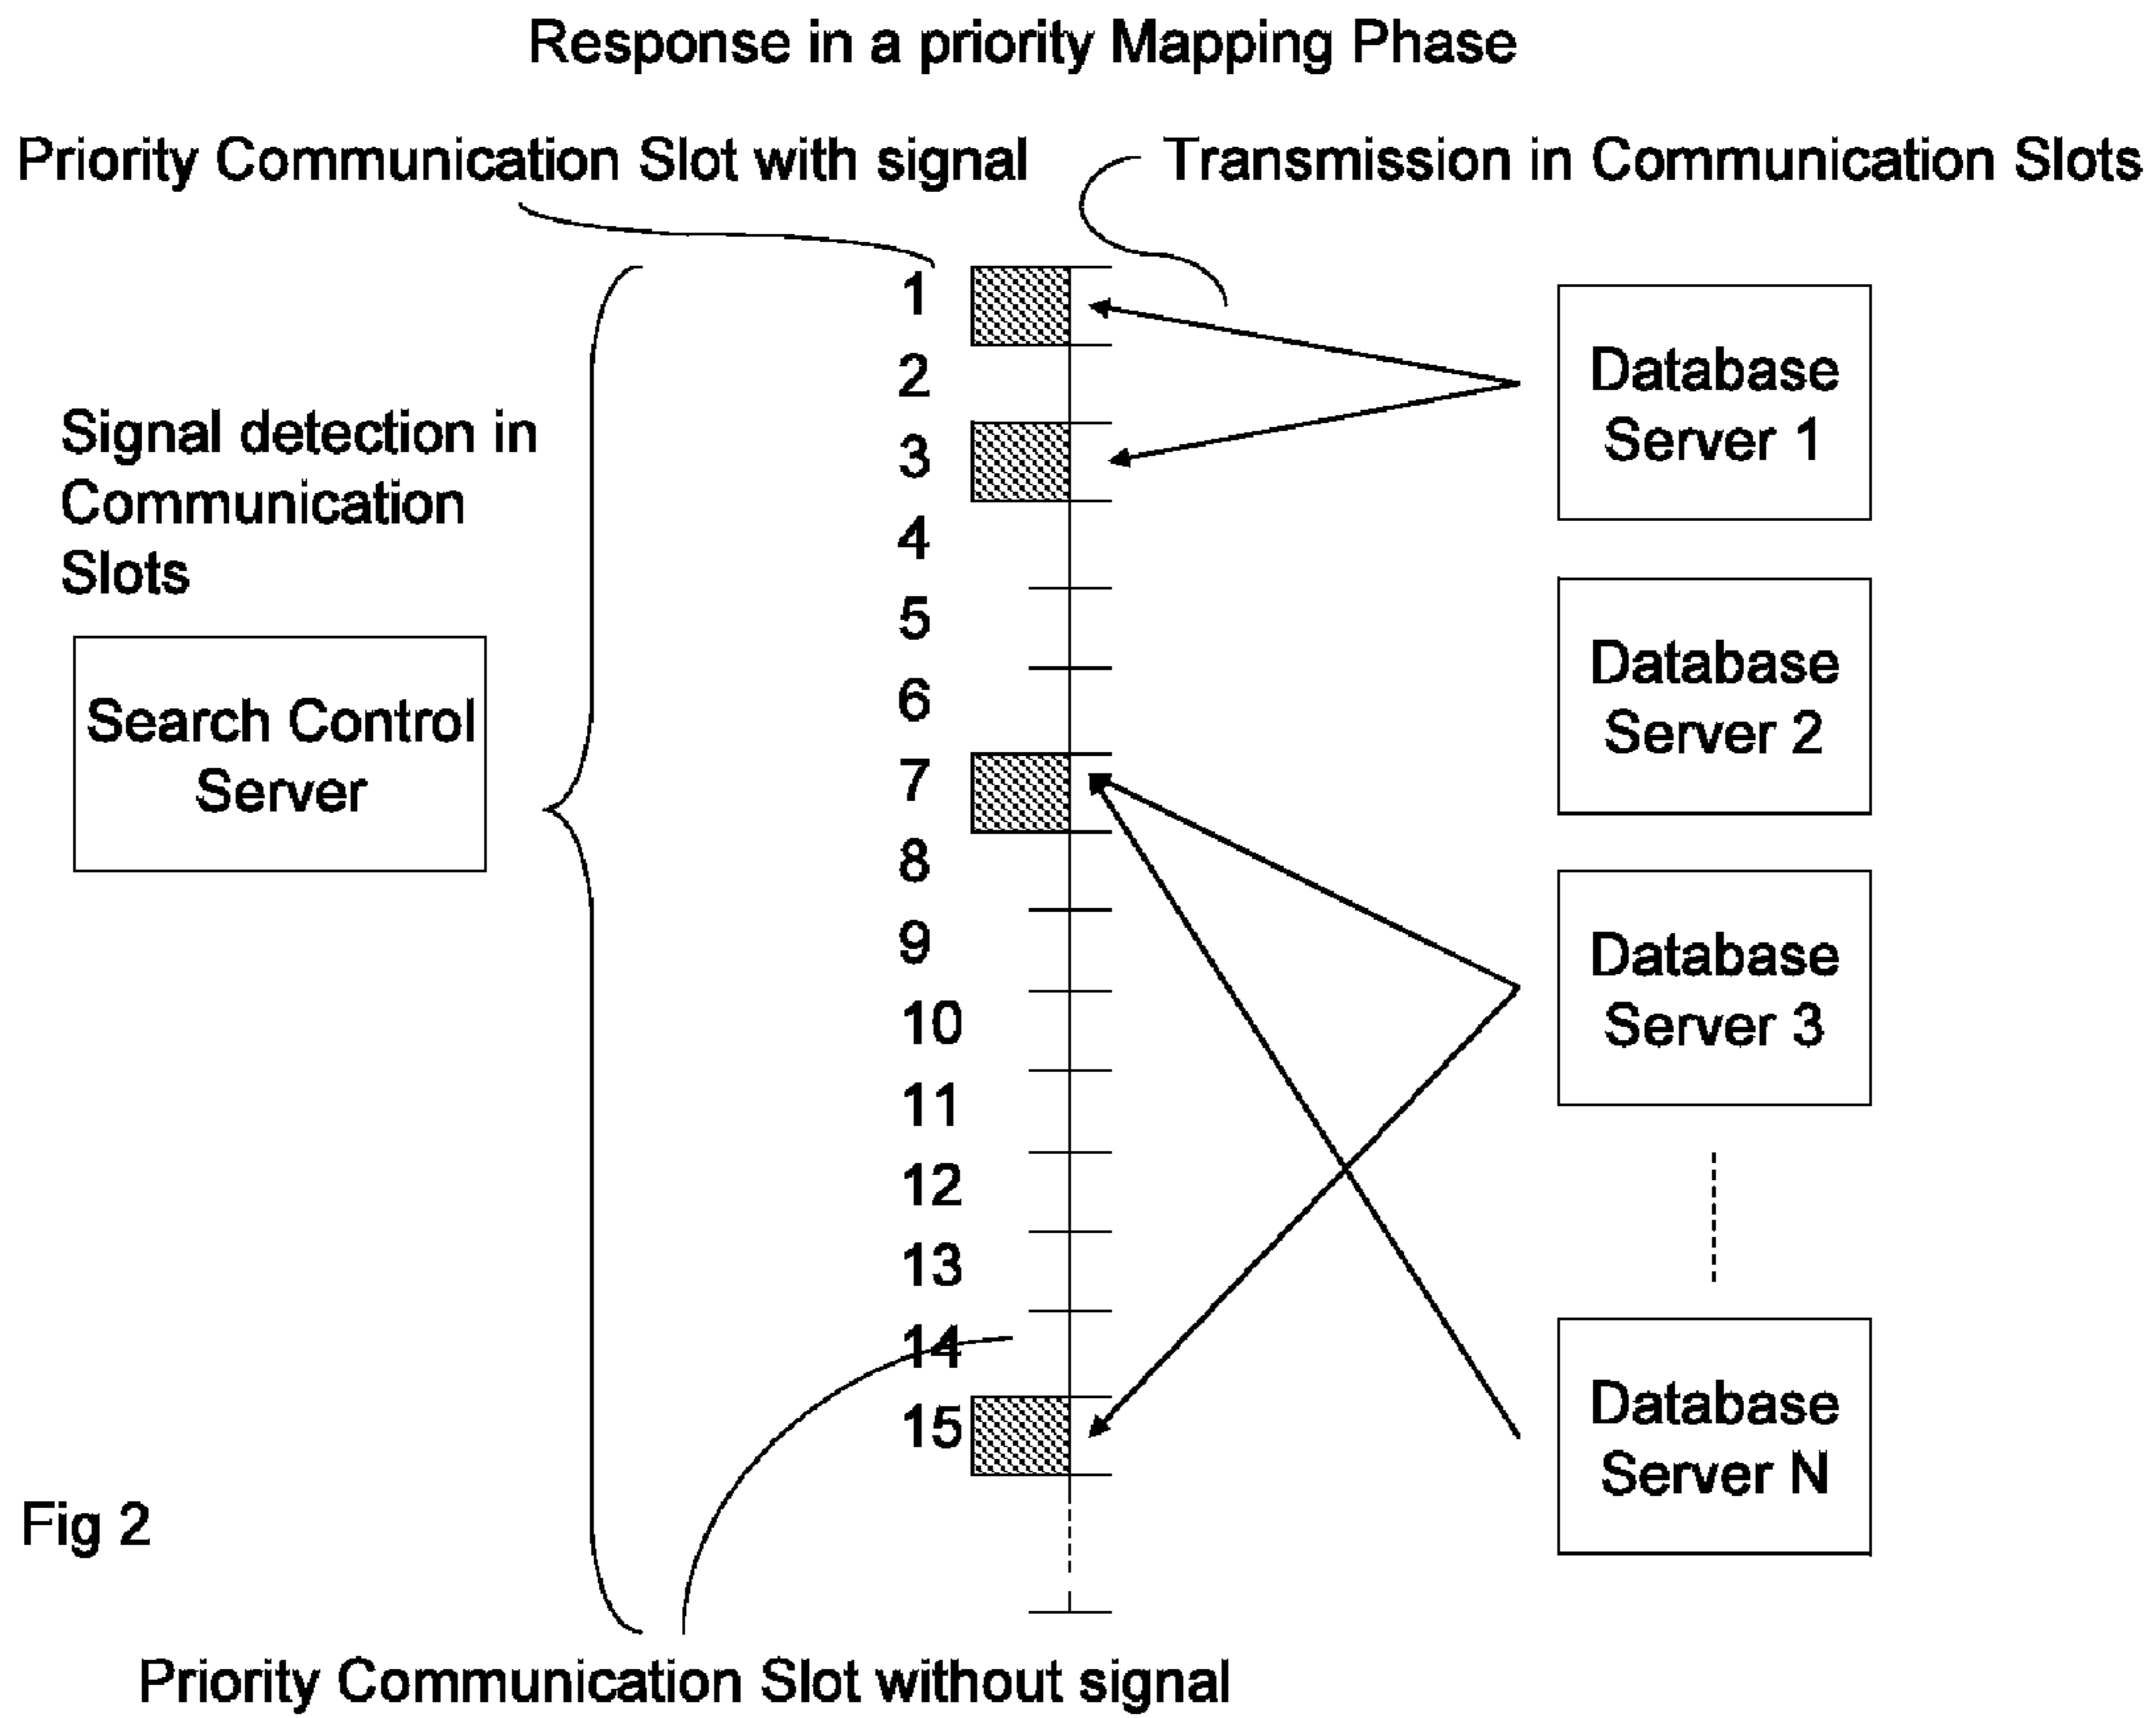 Response in a priority Mapping Phase
Priority Communication Slot with signal
Transmission in Communication Slots
Signal detection in
Communication
Slots
Search Control
Server
1
2
3
4
5
6
7
8
9
10
11
12
13
14
15
Database
Server 1
Database
Server 2
Database
Server 3
Database
Server N
Fig 2
Priority Communication Slot without signal